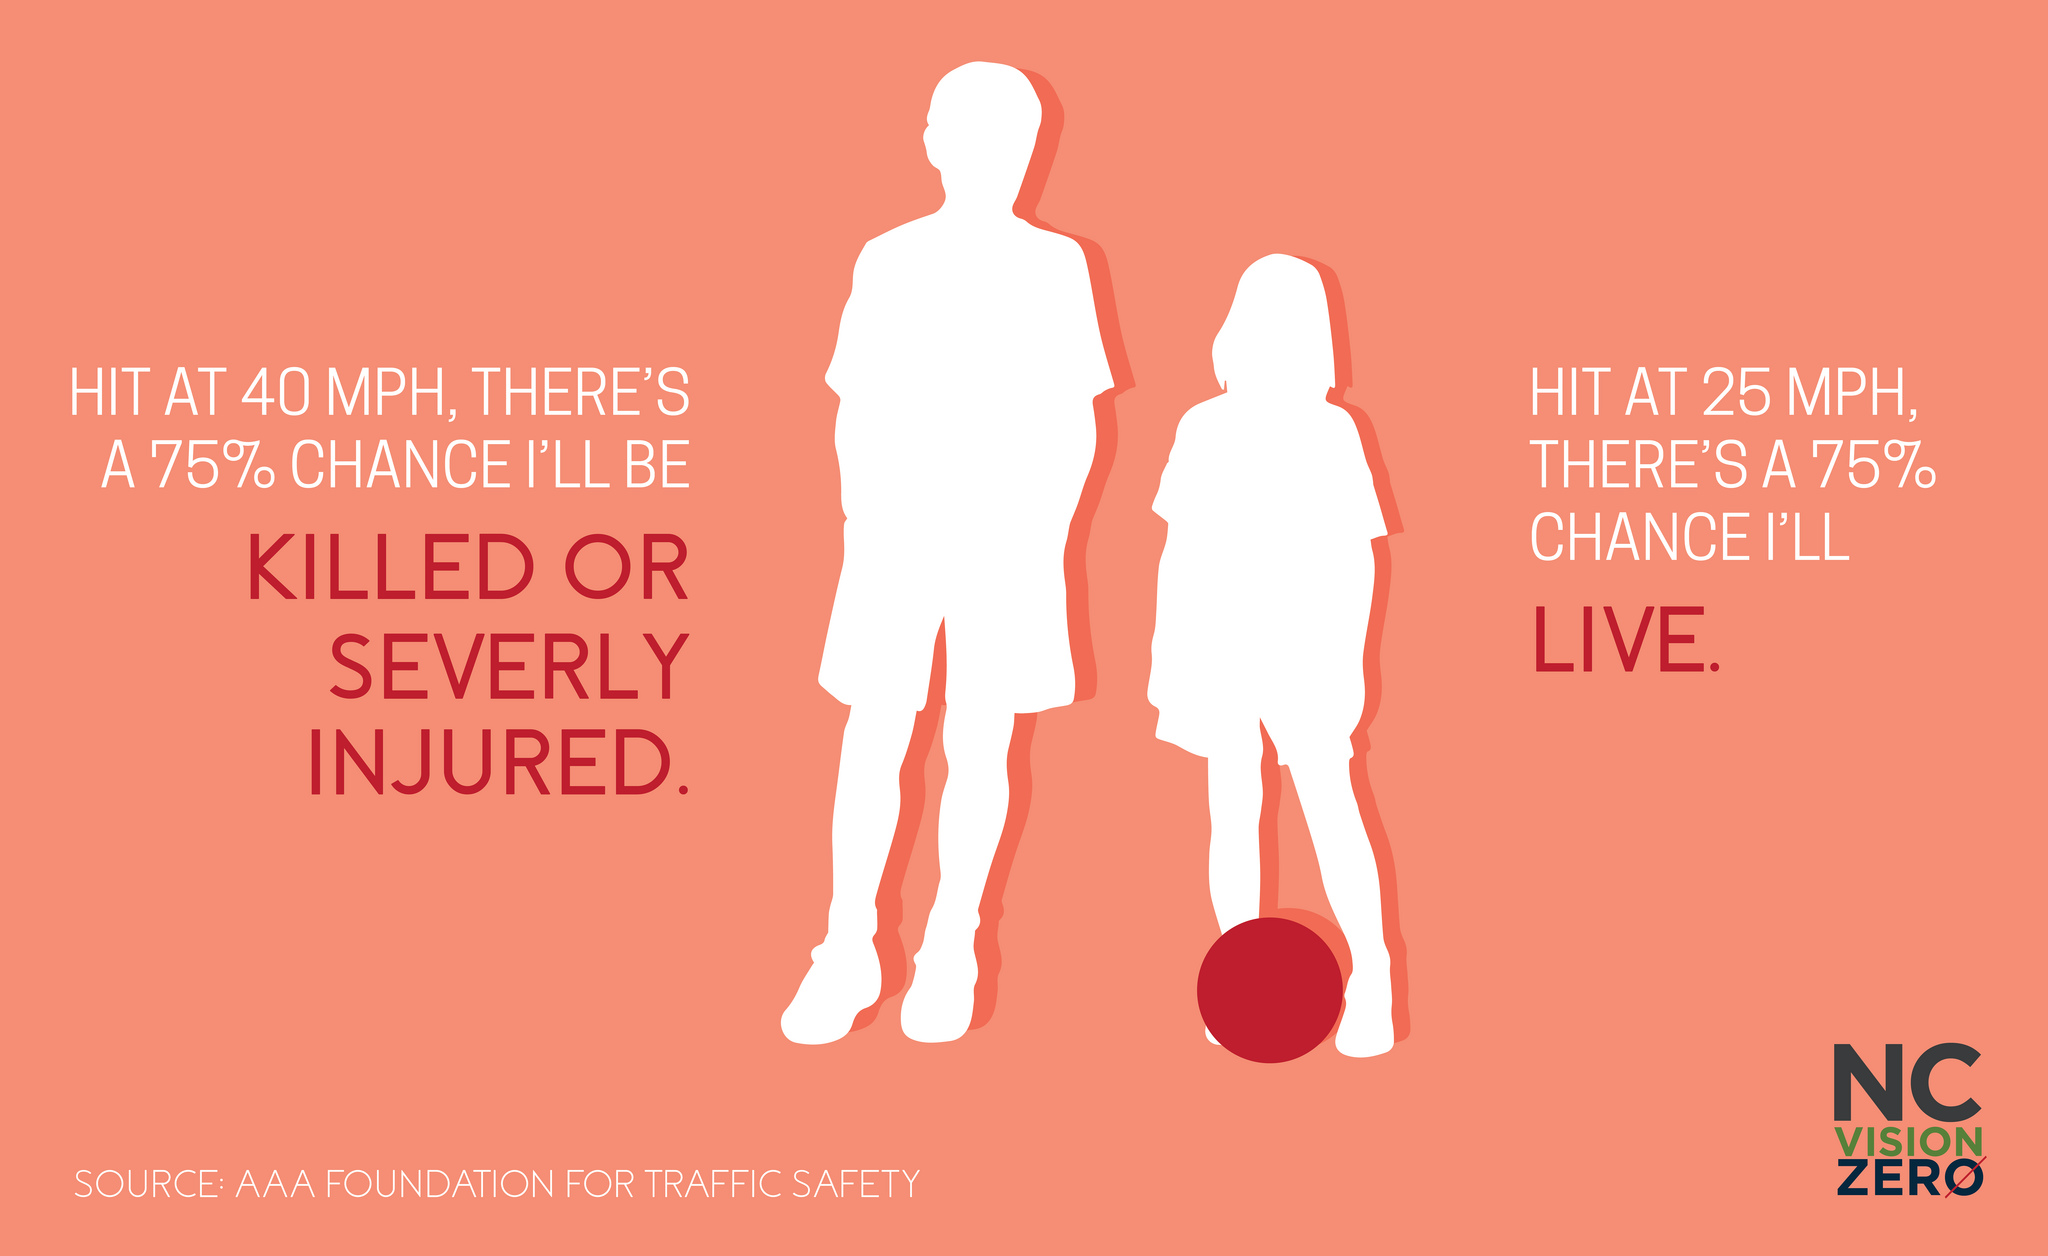 HIT AT 40 MPH, THERE'S
A 75% CHANCE I'LL BE
KILLED OR
SEVERLY
INJURED.
HIT AT 25 MPH,
THERE'S A 75%
CHANCE I'LL
LIVE.
SOURCE: AAA FOUNDATION FOR TRAFFIC SAFETY
NC
VISION
ZERO